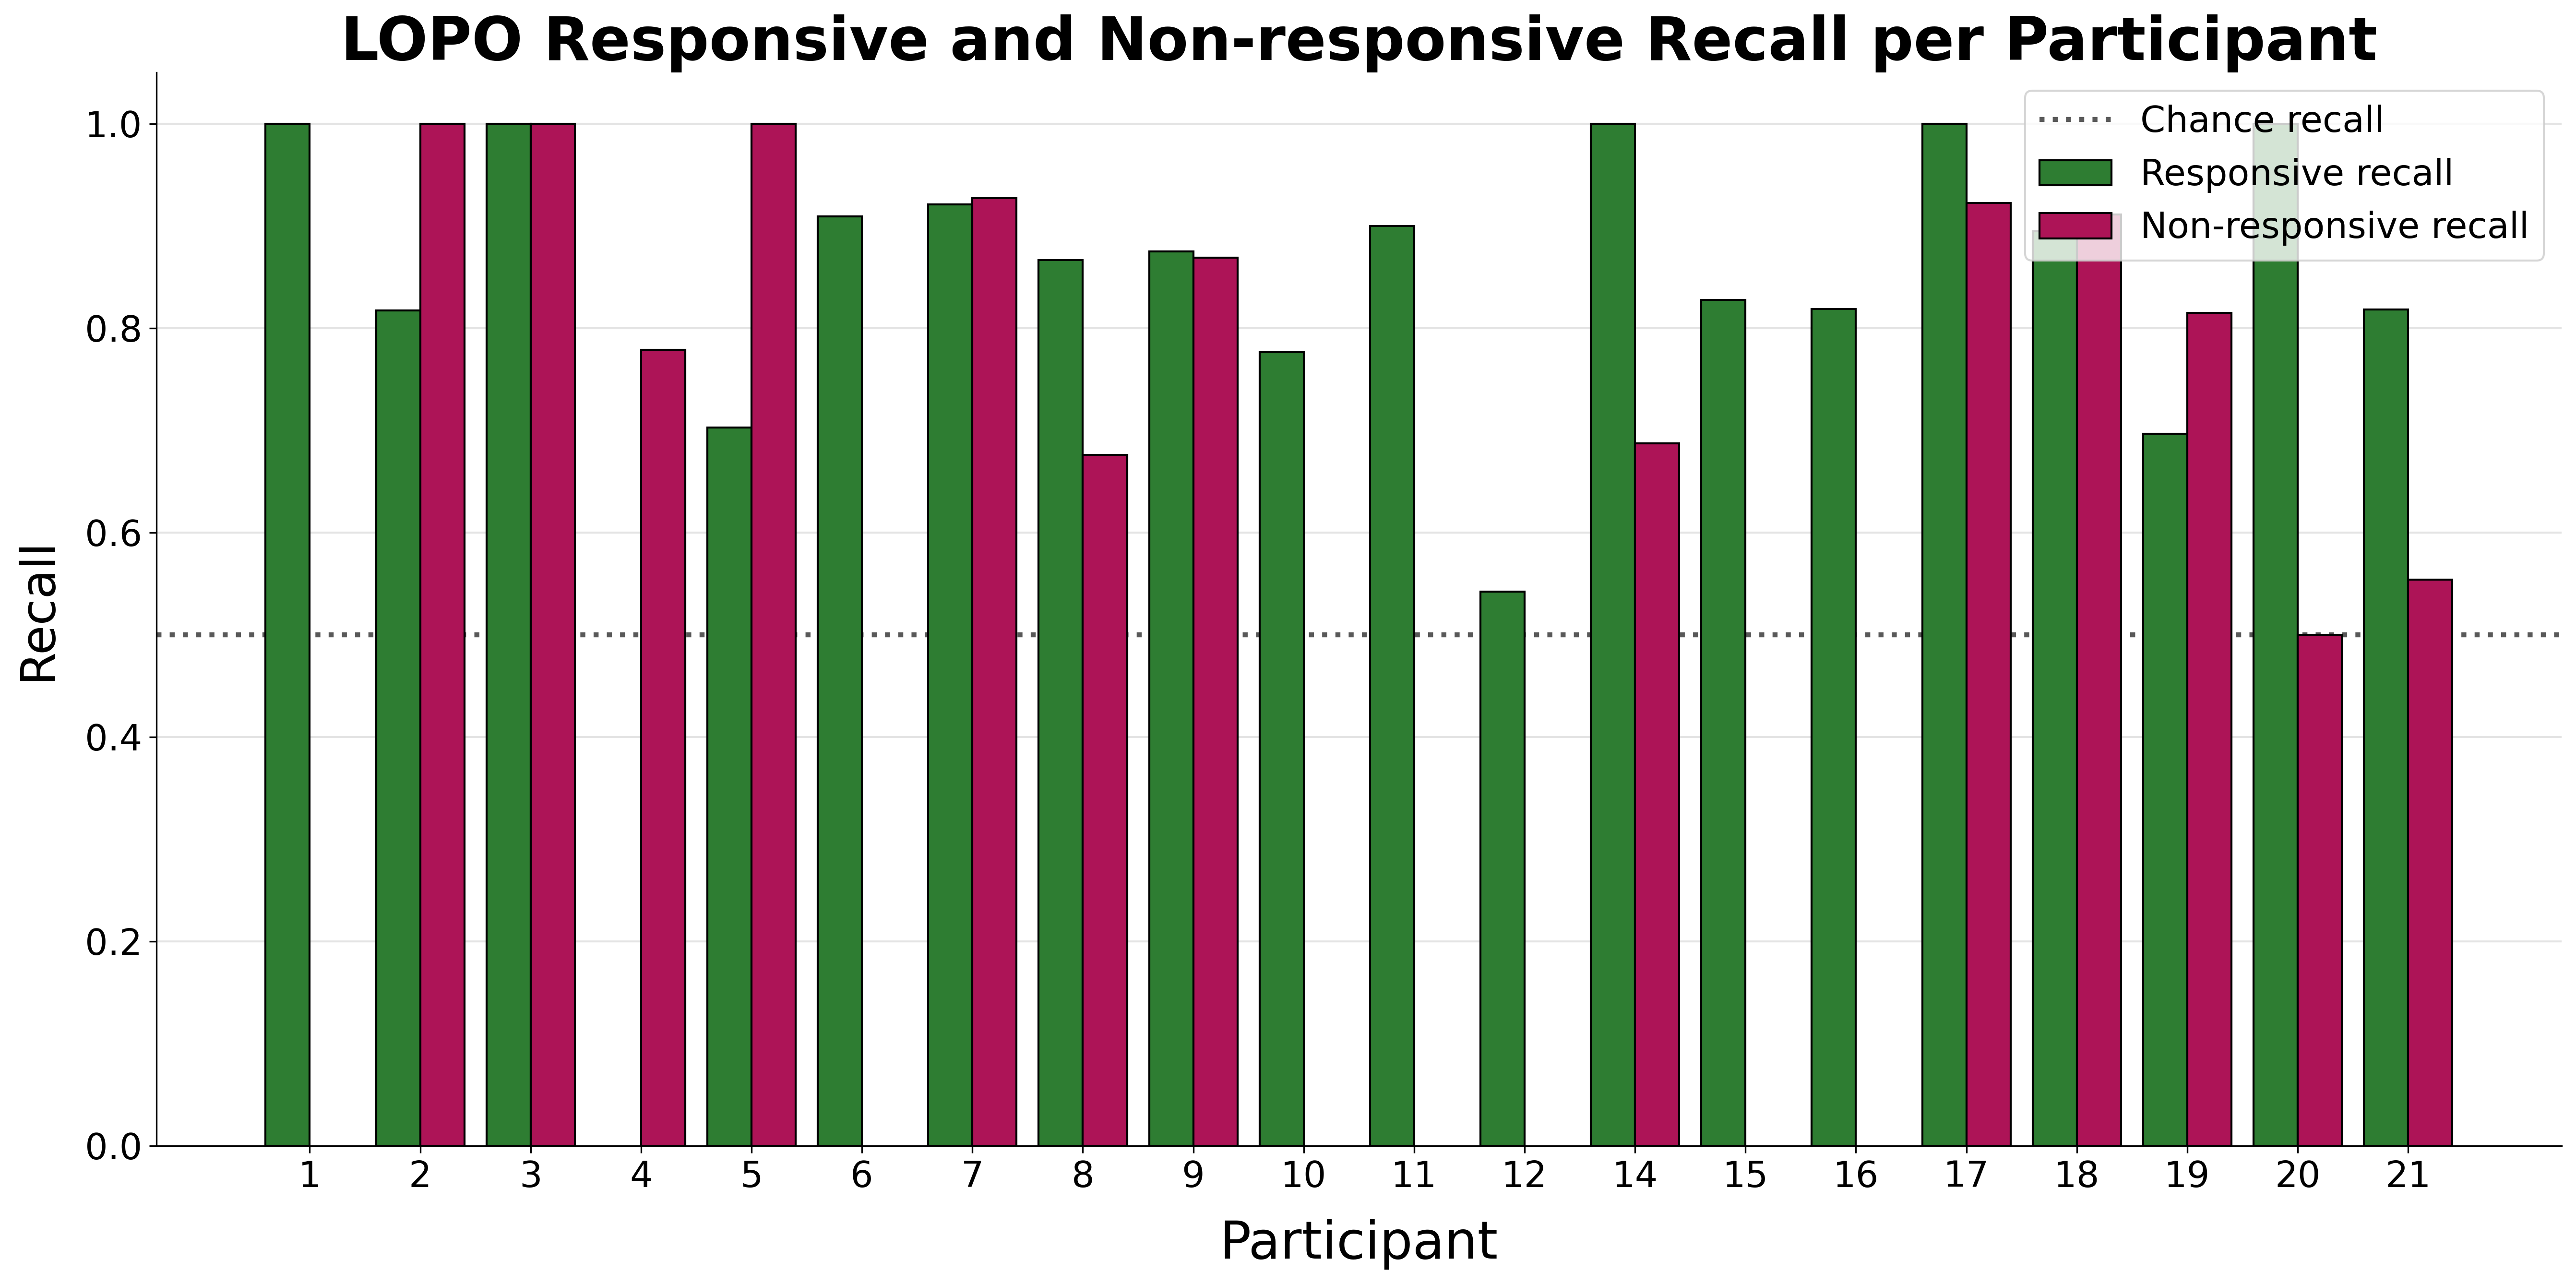 LOPO Responsive and Non-responsive Recall per Participant
Chance recall
Responsive recall
Non-responsive recall
Recall
1.0
0.8
0.6
0.4
0.2
0.0
1 2 3 4 5 6 7 8 9 10 11 12 14 15 16 17 18 19 20 21
Participant